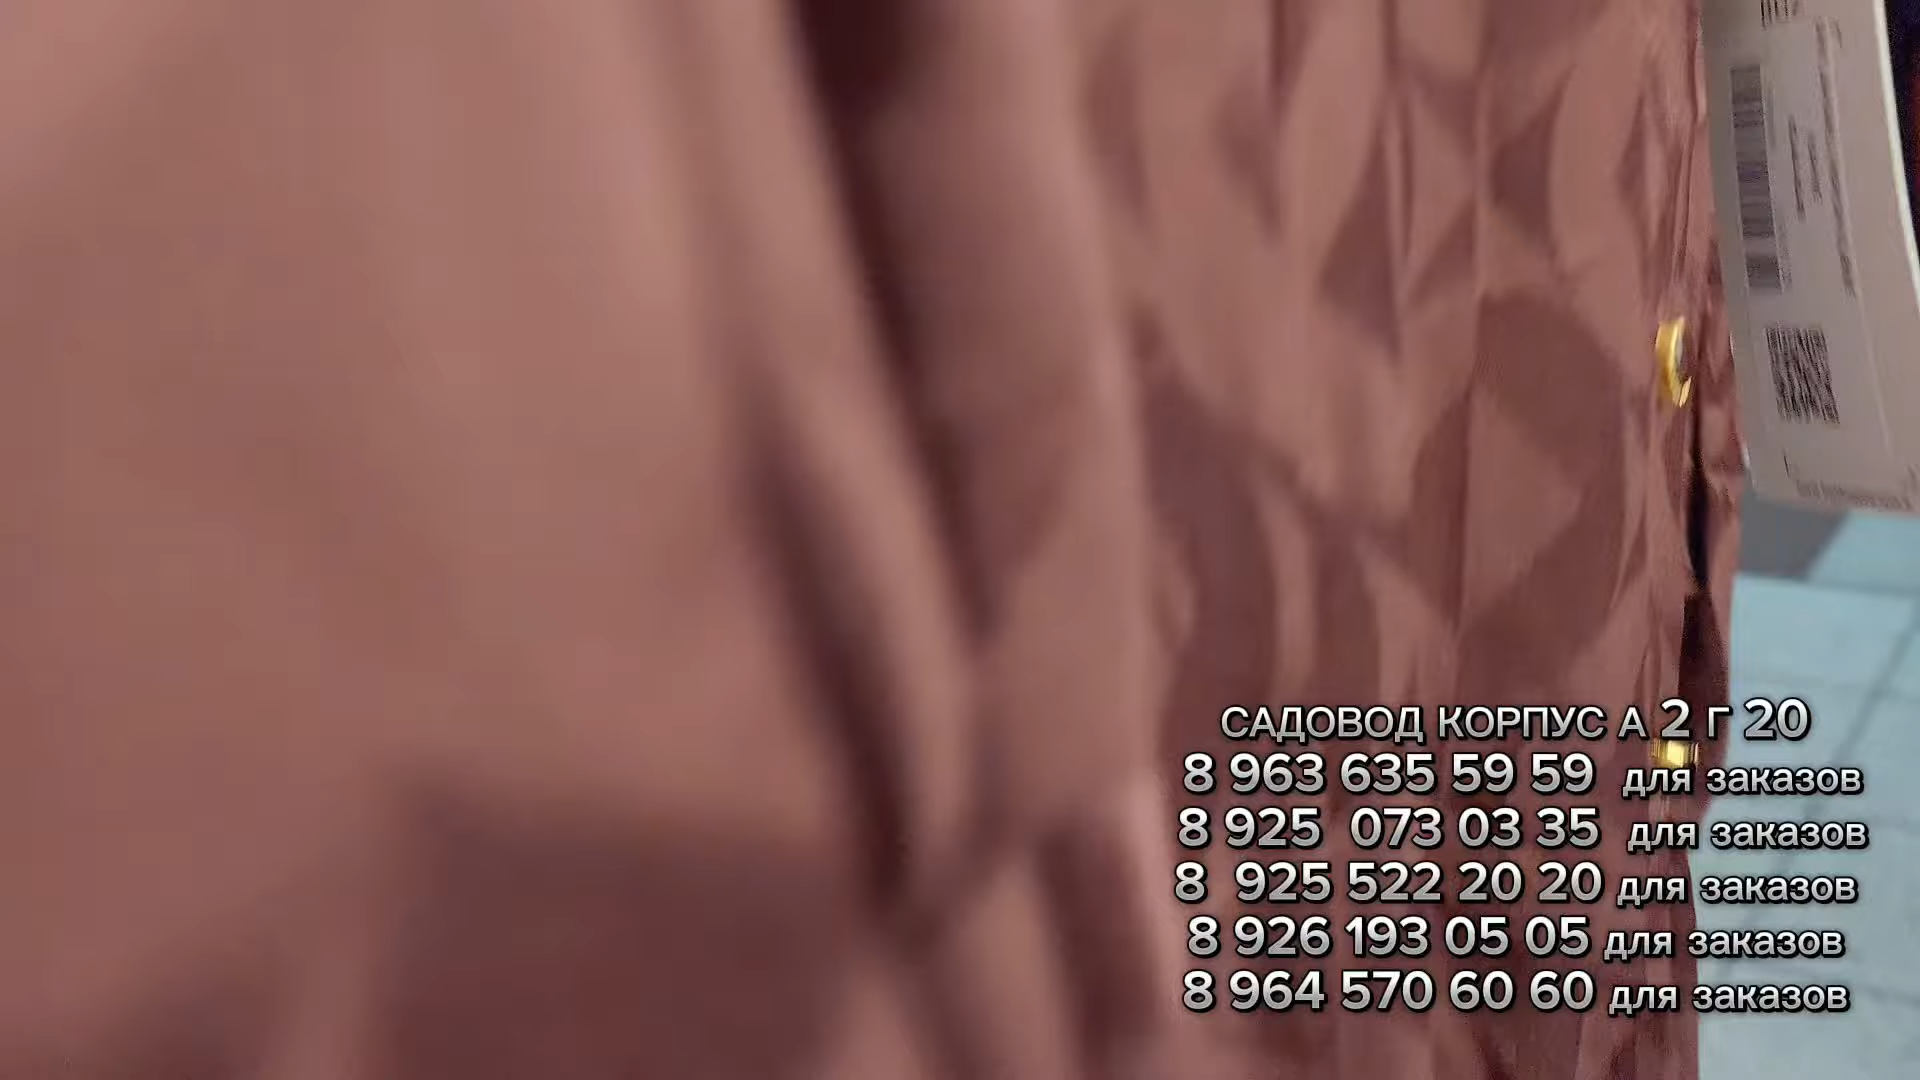 САДОВОД КОРПУС А 2 Г 20
8 963 635 59 59 для заказов
8 925 073 03 35 для заказов
8 925 522 20 20 для заказов
8 926 193 05 05 для заказов
8 964 570 60 60 для заказов